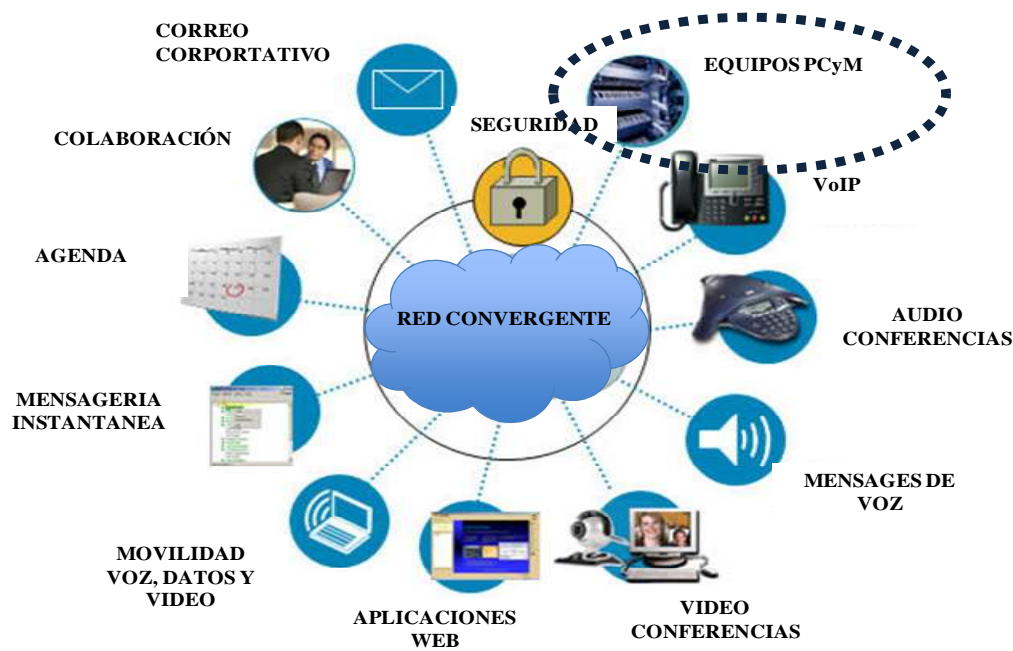 CORREO
CORPORTATIVO
EQUIPOS PCyM
SEGURIDAD
COLABORACIÓN
VoIP
AGENDA
RED CONVERGENTE
AUDIO
CONFERENCIAS
MENSAGERIA
INSTANTANEA
MENSAGES DE
VOZ
MOVILIDAD
VOZ, DATOS Y
VIDEO
APLICACIONES
WEB
VIDEO
CONFERENCIAS